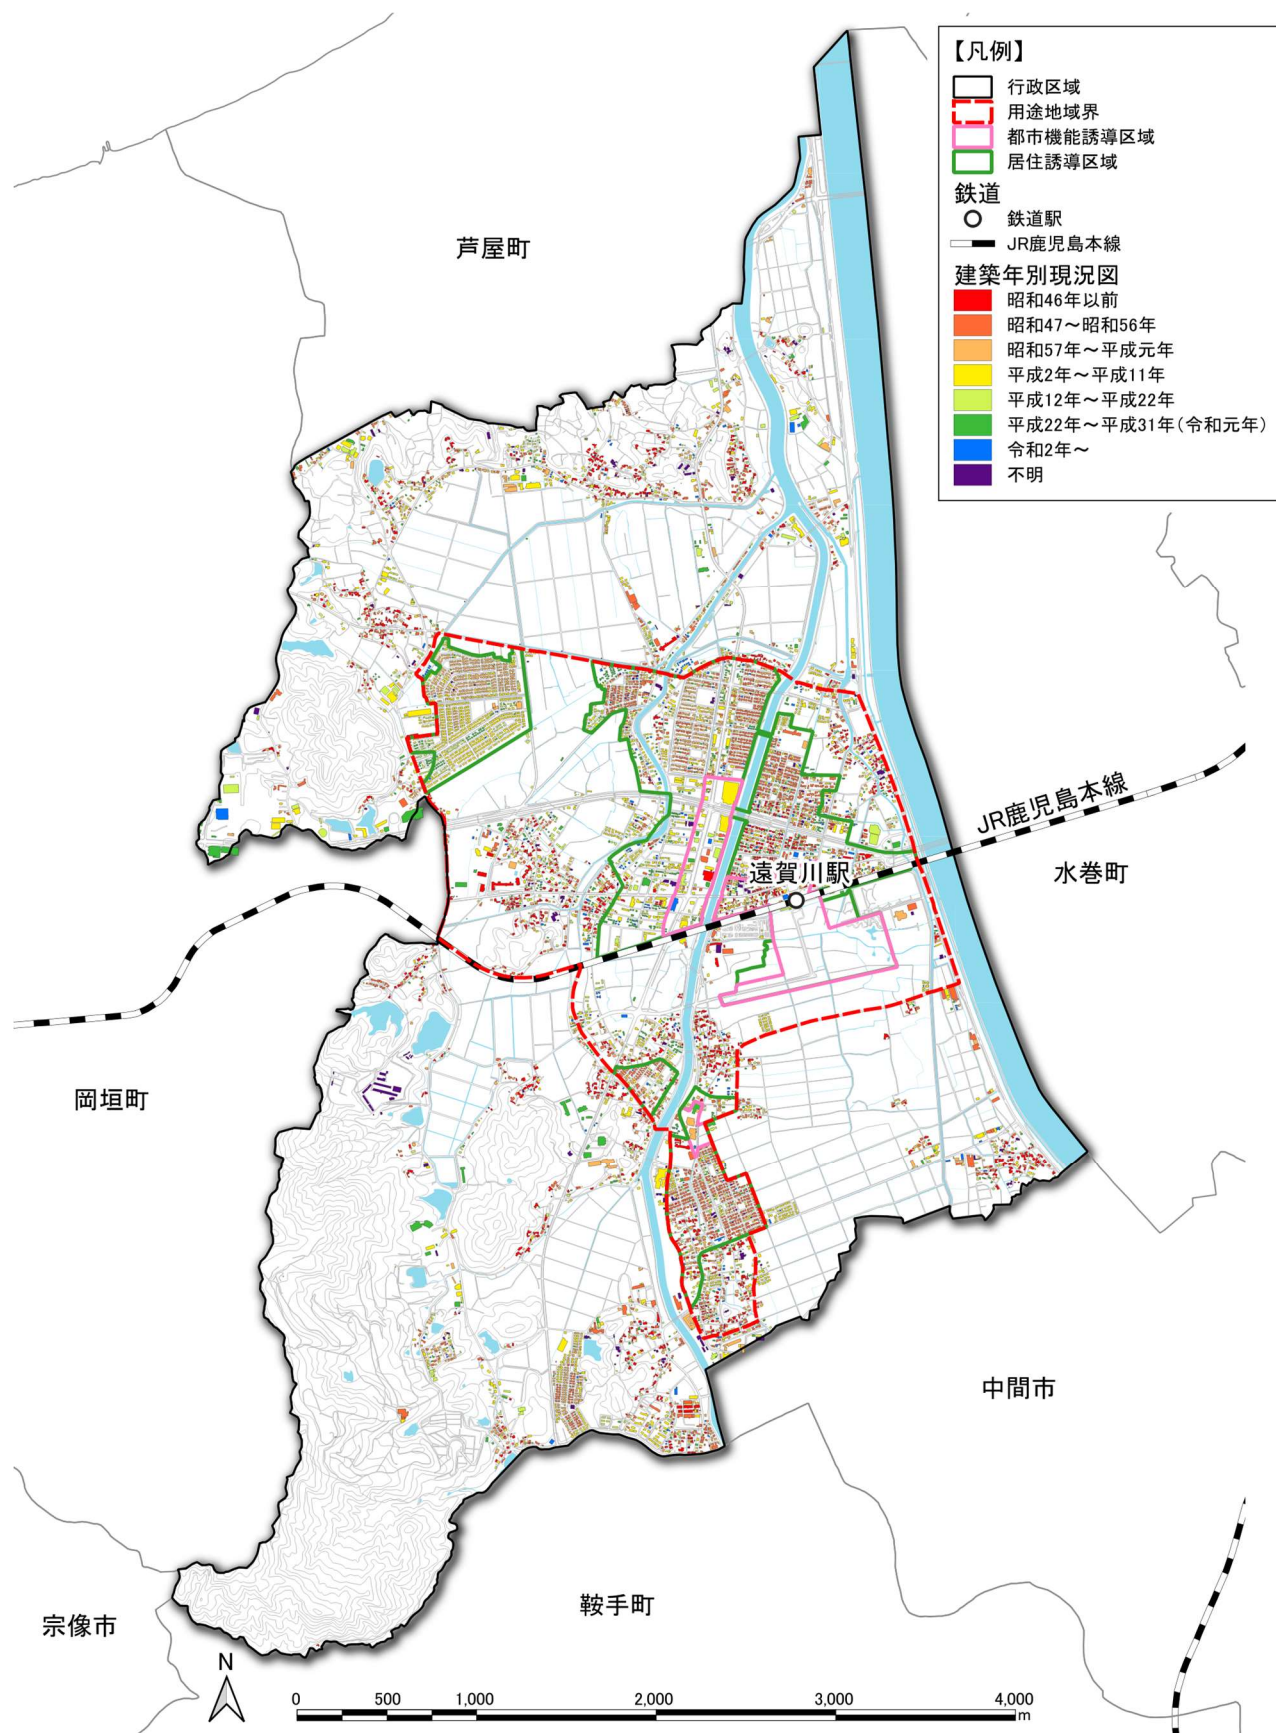 【凡例】
行政区域
用途地域界
都市機能誘導区域
居住誘導区域
鉄道
鉄道駅
JR鹿児島本線
建築年別現況図
昭和46年以前
昭和47～昭和56年
昭和57年～平成元年
平成2年～平成11年
平成12年～平成22年
平成22年～平成31年(令和元年)
令和2年～
不明
芦屋町
JR鹿児島本線
遠賀川駅
水巻町
岡垣町
中間市
鞍手町
宗像市
N
0 500 1,000 2,000 3,000 4,000
m